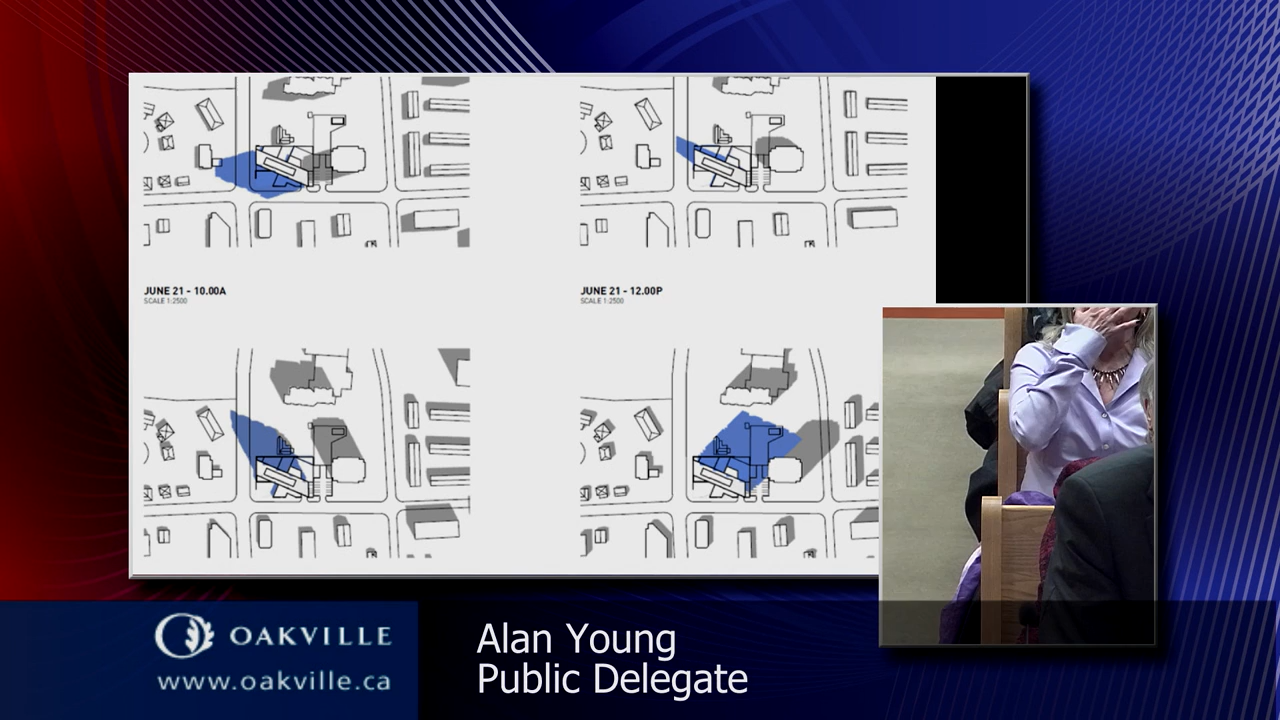 JUNE 21 - 10.00A
SCALE 1:2500
JUNE 21 - 12.00P
SCALE 1:2500
OAKVILLE
www.oakville.ca
Alan Young
Public Delegate